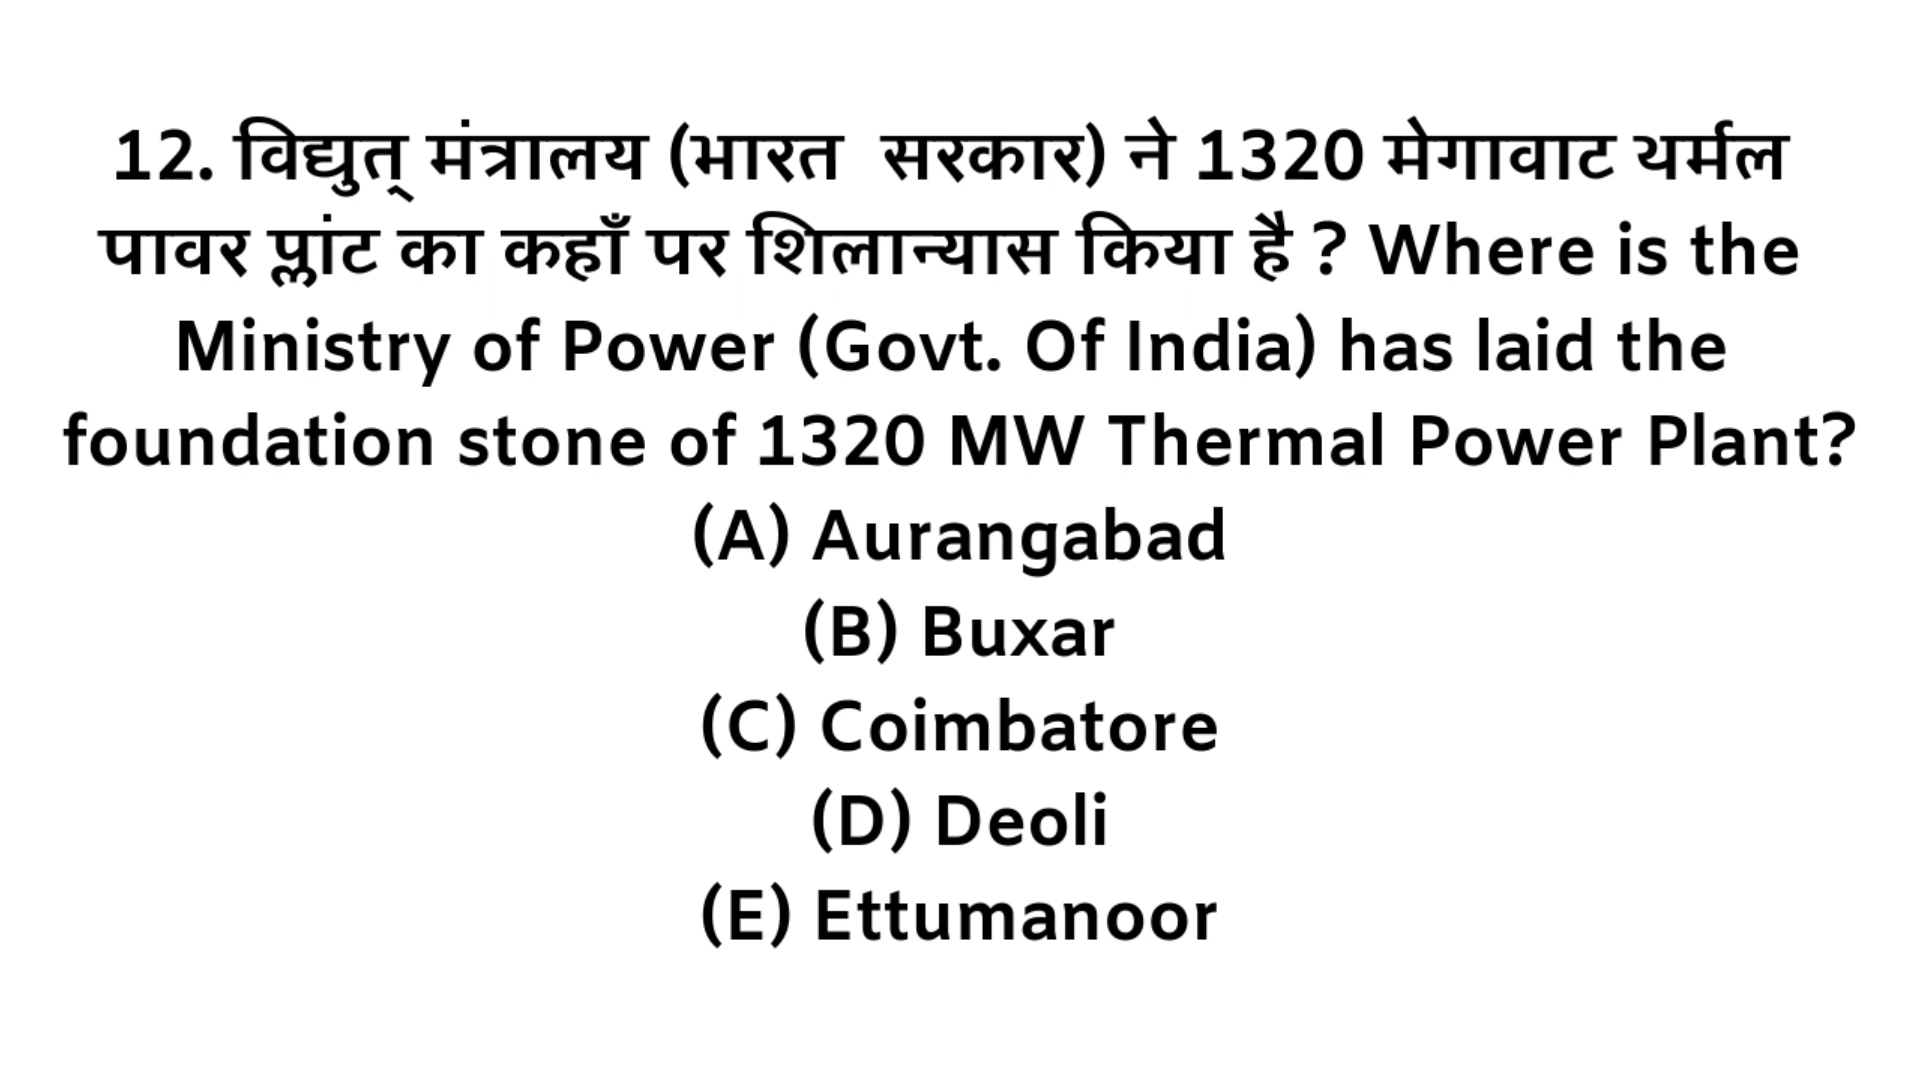 12. विद्युत् मंत्रालय (भारत  सरकार) ने 1320 मेगावाट थर्मल
पावर प्लांट का कहाँ पर शिलान्यास किया है ? Where is the
Ministry of Power (Govt. Of India) has laid the
foundation stone of 1320 MW Thermal Power Plant?
(A) Aurangabad
(B) Buxar
(C) Coimbatore
(D) Deoli
(E) Ettumanoor